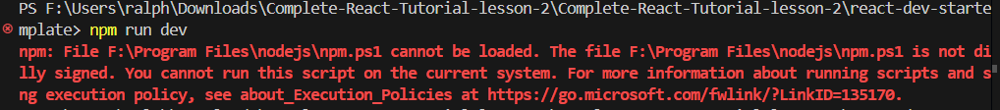 PS F:\Users\ralph\Downloads\Complete-React-Tutorial-lesson-2\Complete-React-Tutorial-lesson-2\react-dev-starte
mplate> npm run dev
npm: File F:\Program Files\nodejs\npm.ps1 cannot be loaded. The file F:\Program Files\nodejs\npm.ps1 is not di
lly signed. You cannot run this script on the current system. For more information about running scripts and s
ng execution policy, see about_Execution_Policies at https://go.microsoft.com/fwlink/?LinkID=135170.